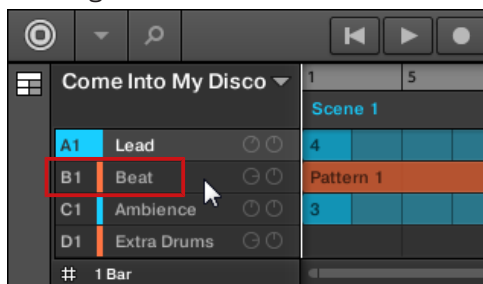 Come Into My Disco
1 5
Scene 1
A1 Lead 4
B1 Beat Pattern 1
C1 Ambience 3
D1 Extra Drums
# 1 Bar